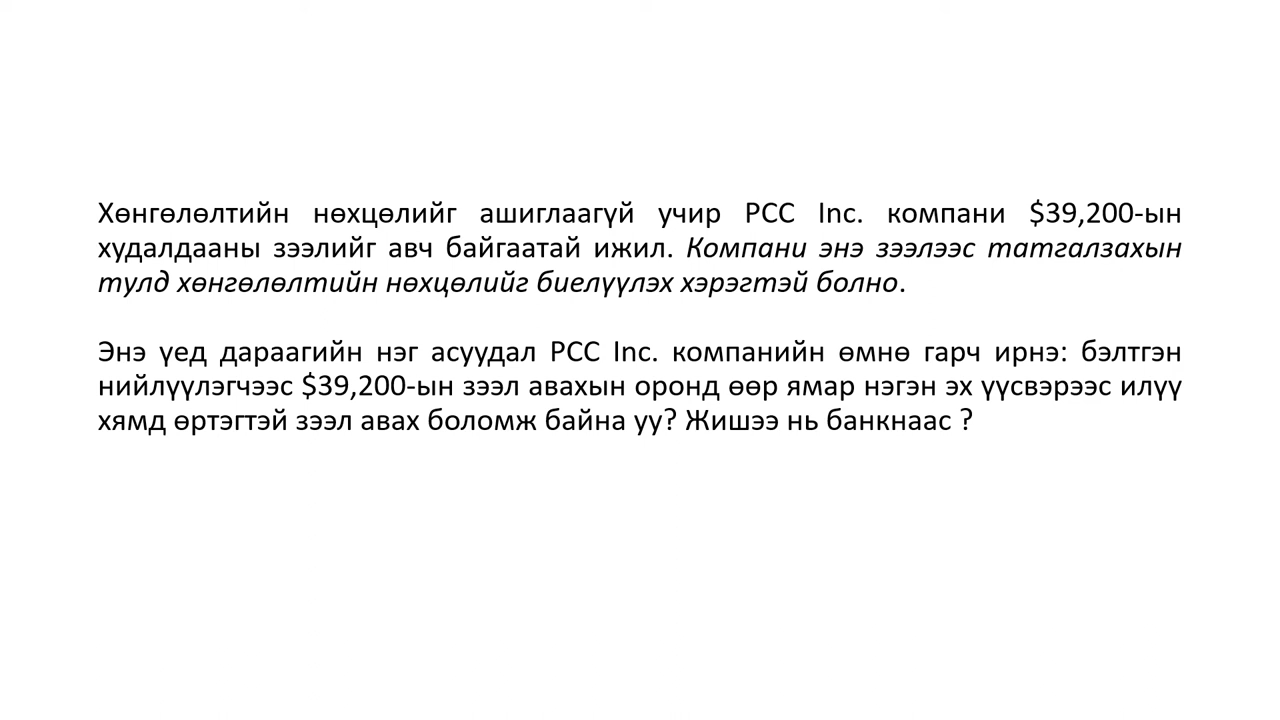 Хөнгөлөлтийн нөхцөлийг ашиглаагүй учир PCC Inc. компани $39,200-ын
худалдааны зээлийг авч байгаатай ижил. Компани энэ зээлээс татгалзахын
тулд хөнгөлөлтийн нөхцөлийг биелүүлэх хэрэгтэй болно.
Энэ үед дараагийн нэг асуудал PCC Inc. компанийн өмнө гарч ирнэ: бэлтгэн
нийлүүлэгчээс $39,200-ын зээл авахын оронд өөр ямар нэгэн эх үүсвэрээс илүү
хямд өртэгтэй зээл авах боломж байна уу? Жишээ нь банкнаас ?